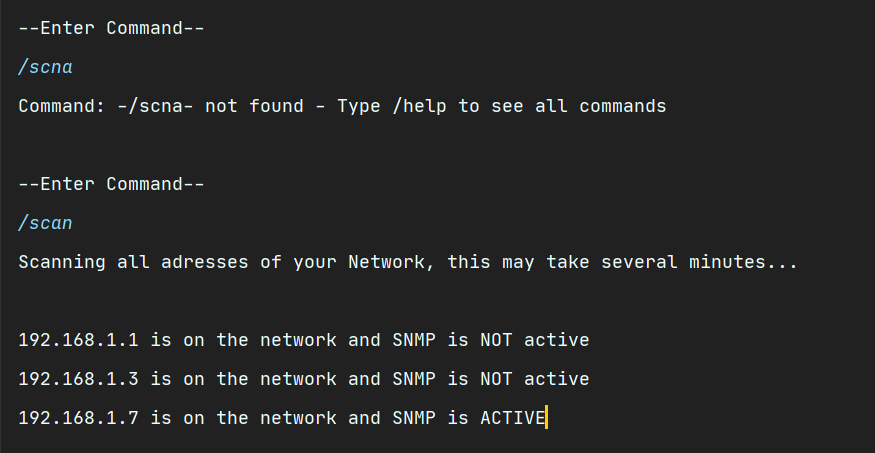 --Enter Command--
/scna
Command: -/scna- not found - Type /help to see all commands
--Enter Command--
/scan
Scanning all adresses of your Network, this may take several minutes...
192.168.1.1 is on the network and SNMP is NOT active
192.168.1.3 is on the network and SNMP is NOT active
192.168.1.7 is on the network and SNMP is ACTIVE